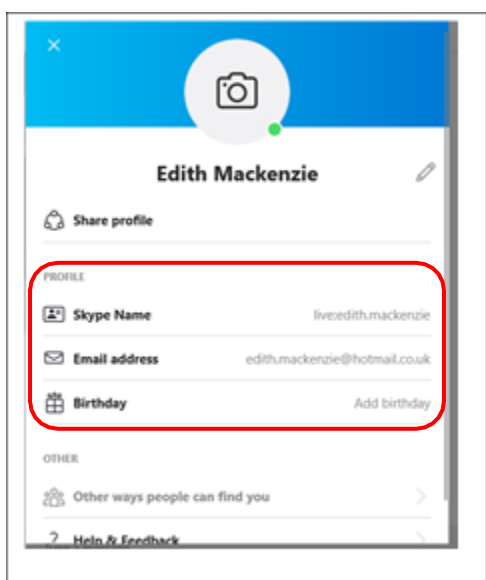 Edith Mackenzie
Share profile
PROFILE
Skype Name live:edith.mackenzie
Email address edith.mackenzie@hotmail.co.uk
Birthday Add birthday
OTHER
Other ways people can find you
Help & Feedback